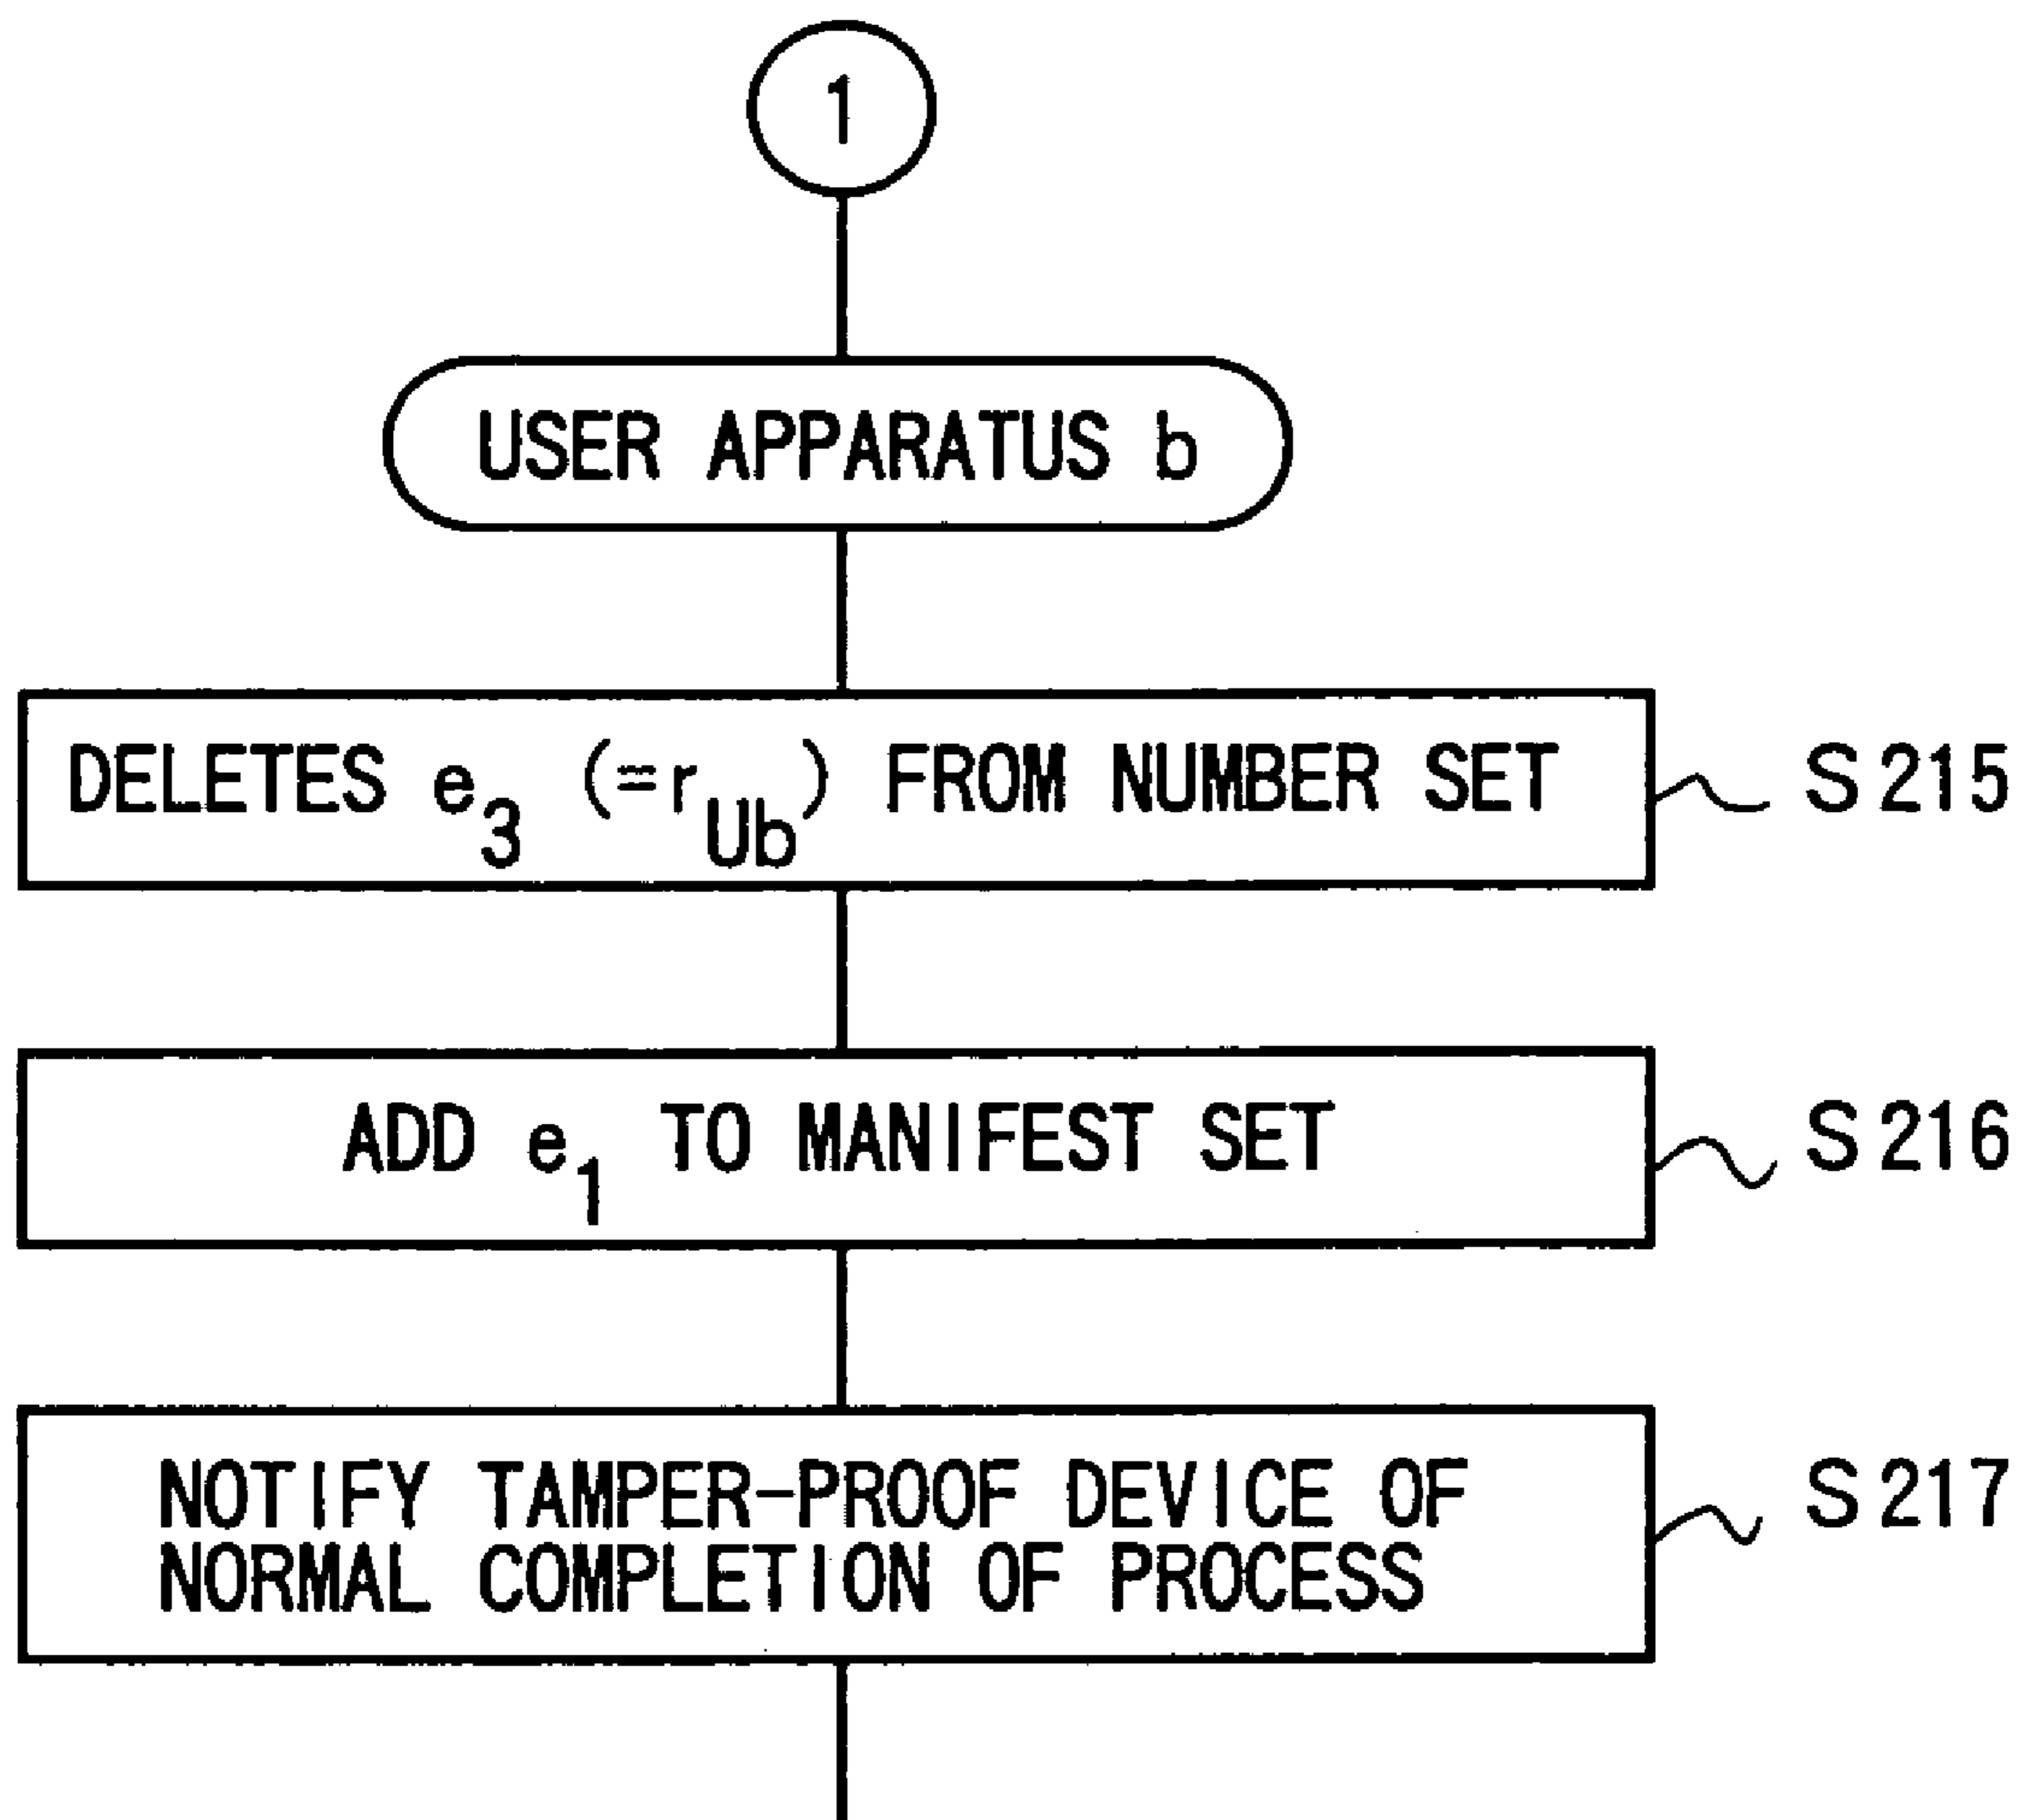 1
USER APPARATUS b
DELETES e₃ (=r_Ub) FROM NUMBER SET
S215
ADD e₁ TO MANIFEST SET
S216
NOTIFY TAMPER-PROOF DEVICE OF
NORMAL COMPLETION OF PROCESS
S217